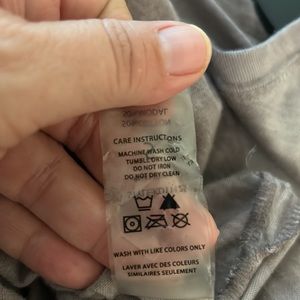 CARE INSTRUCTIONS
MACHINE WASH COLD
TUMBLE DRY LOW
DO NOT IRON
DO NOT DRY CLEAN
WASH WITH LIKE COLORS ONLY
LAVER AVEC DES COULEURS
SIMILAIRES SEULEMENT